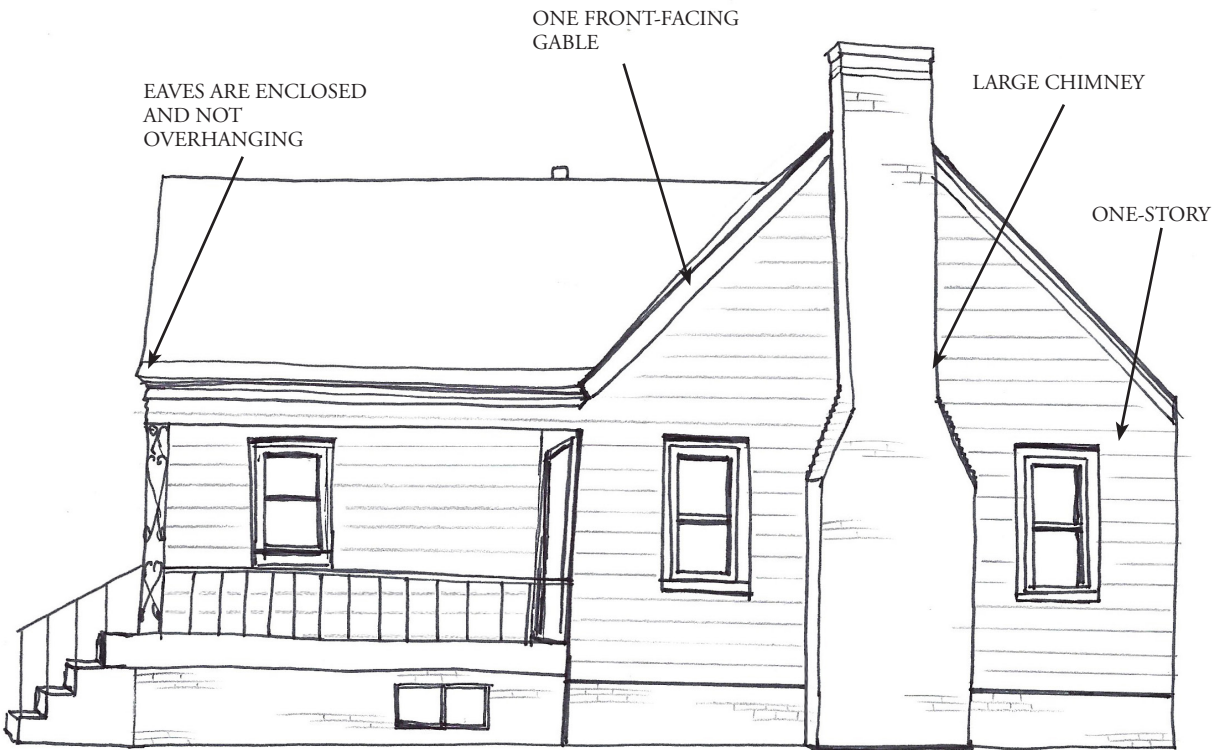 ONE FRONT-FACING
GABLE
EAVES ARE ENCLOSED
AND NOT
OVERHANGING
LARGE CHIMNEY
ONE-STORY